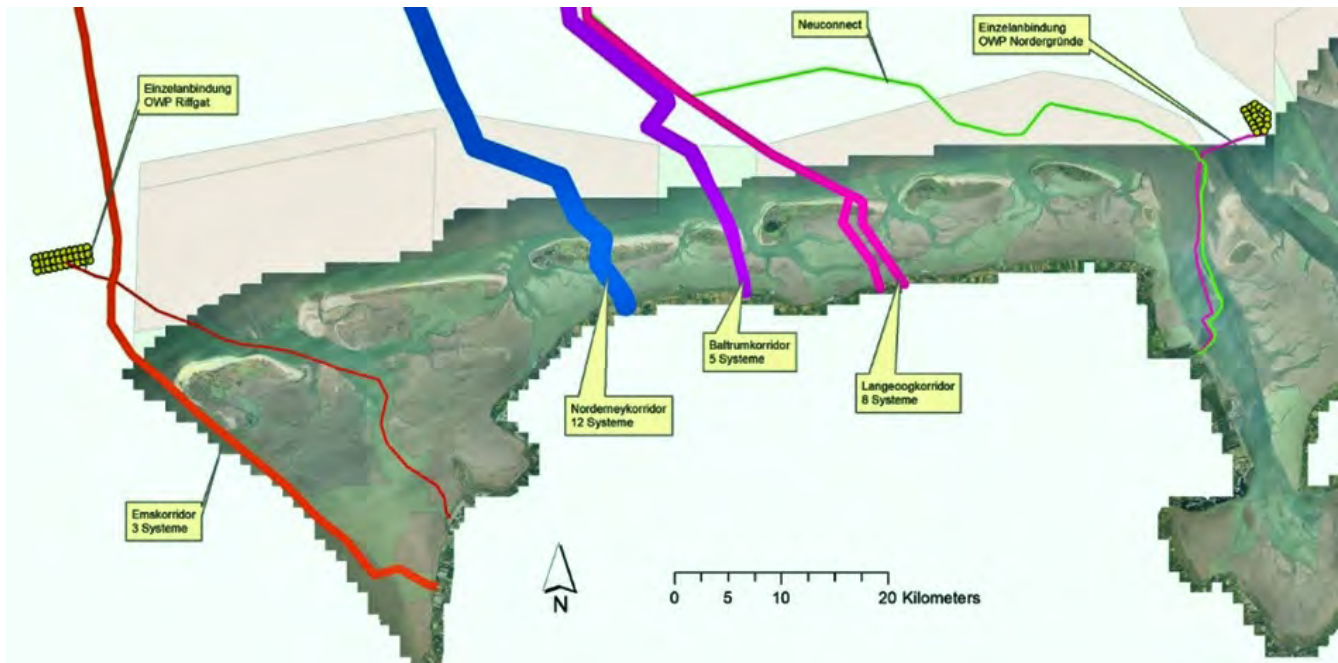 Neuconnect
Einzelanbindung
OWP Nordergründe
Einzelanbindung
OWP Riffgat
Baltrumkorridor
5 Systeme
Langeoogkorridor
8 Systeme
Norderneykorridor
12 Systeme
Emskorridor
3 Systeme
N
0 5 10 20 Kilometers